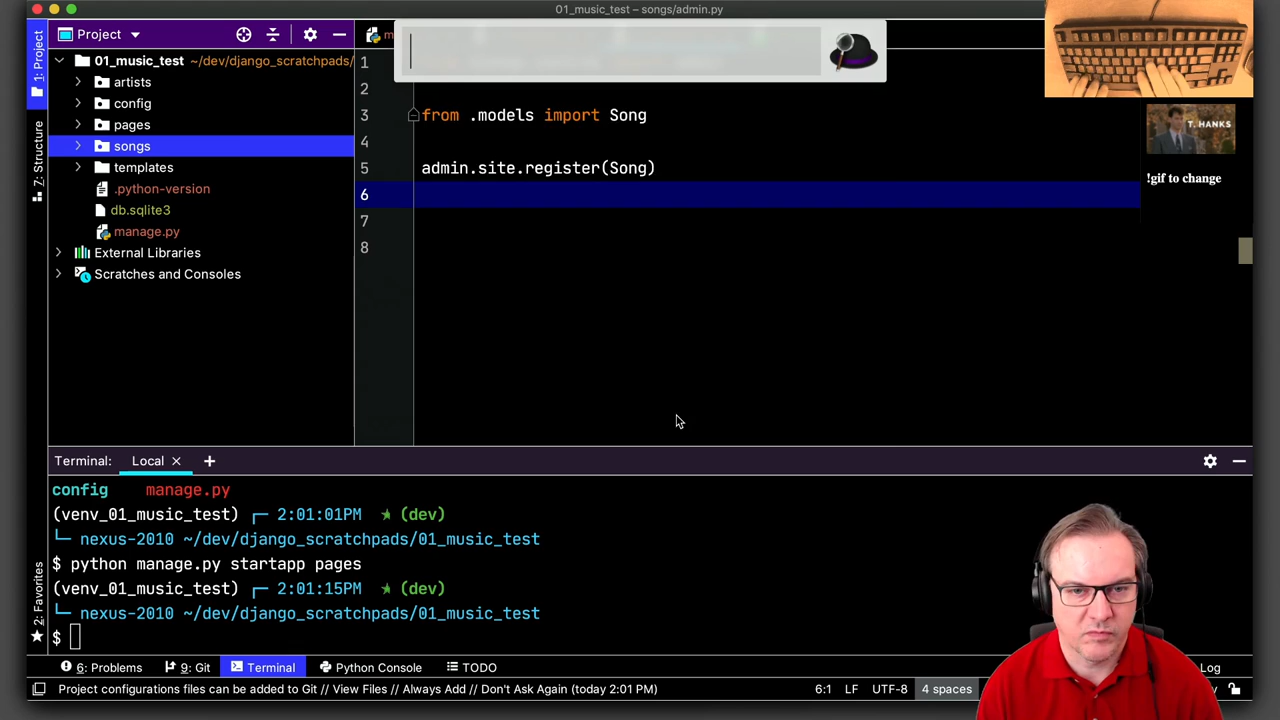 01_music_test – songs/admin.py
1: Project
Project
m
01_music_test ~/dev/django_scratchpads/
artists
config
pages
songs
templates
.python-version
db.sqlite3
manage.py
External Libraries
Scratches and Consoles
7: Structure
2: Favorites
1
2
3 from .models import Song
4
5 admin.site.register(Song)
6
7
8
T. HANKS
!gif to change
Terminal: Local
config manage.py
(venv_01_music_test) 2:01:01PM (dev)
nexus-2010 ~/dev/django_scratchpads/01_music_test
$ python manage.py startapp pages
(venv_01_music_test) 2:01:15PM (dev)
nexus-2010 ~/dev/django_scratchpads/01_music_test
$
6: Problems 9: Git Terminal Python Console TODO Log
Project configurations files can be added to Git // View Files // Always Add // Don't Ask Again (today 2:01 PM) 6:1 LF UTF-8 4 spaces